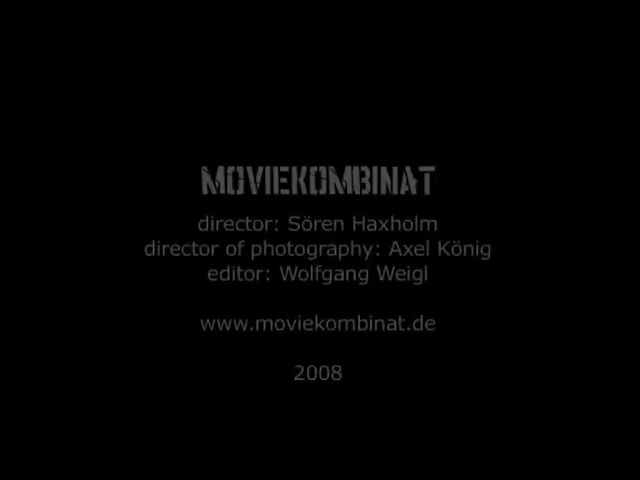 MOVIEKOMBINAT
director: Sören Haxholm
director of photography: Axel König
editor: Wolfgang Weigl
www.moviekombinat.de
2008